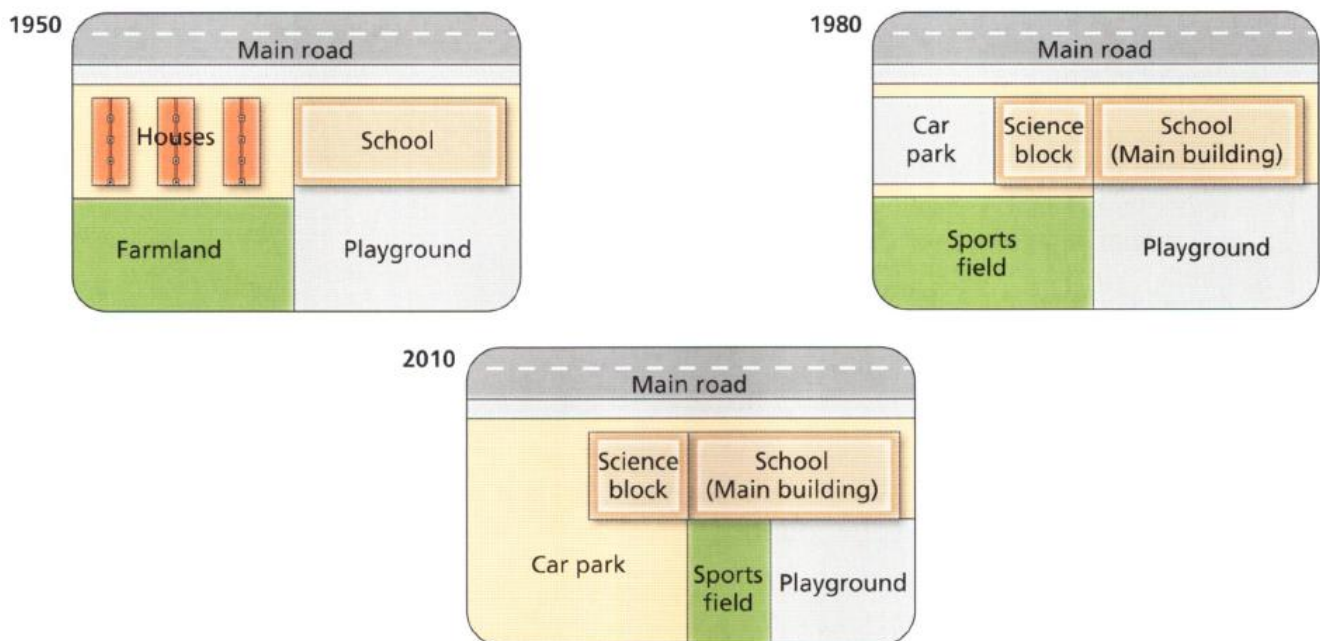 1950
Main road
Houses
School
Farmland
Playground
1980
Main road
Car
park
Science
block
School
(Main building)
Sports
field
Playground
2010
Main road
Science
block
School
(Main building)
Car park
Sports
field
Playground